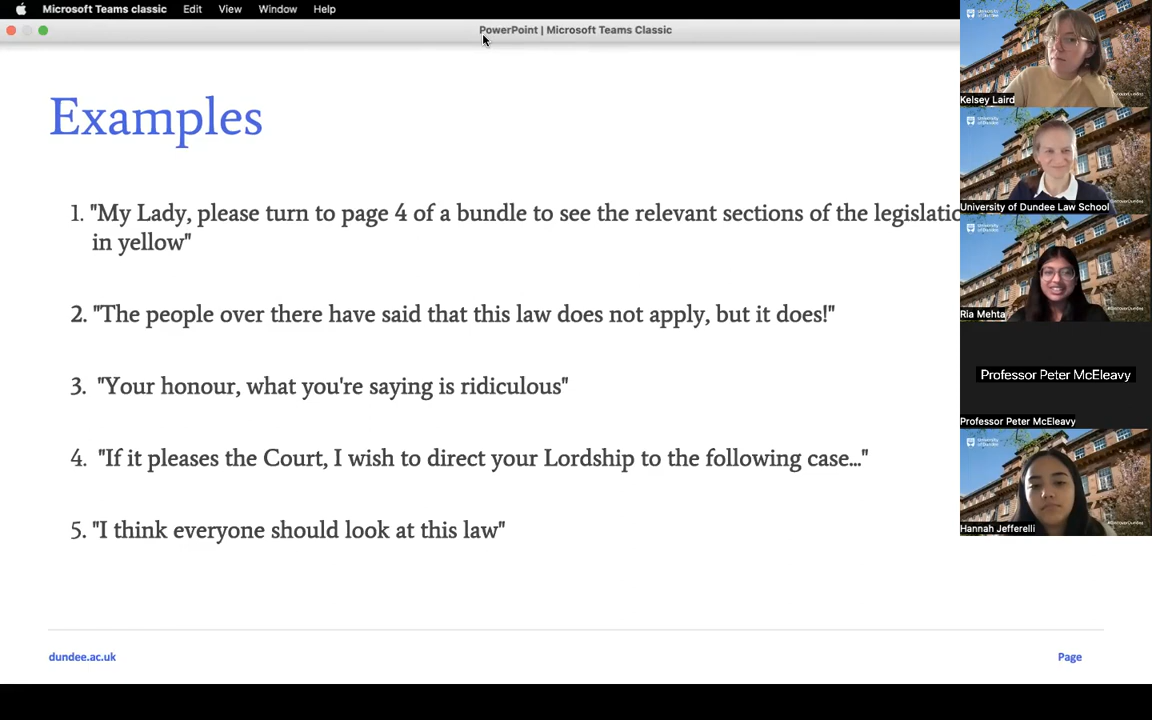 Microsoft Teams classic Edit View Window Help
PowerPoint | Microsoft Teams Classic
Examples
1. "My Lady, please turn to page 4 of a bundle to see the relevant sections of the legislatio
in yellow"
2. "The people over there have said that this law does not apply, but it does!"
3. "Your honour, what you're saying is ridiculous"
4. "If it pleases the Court, I wish to direct your Lordship to the following case..."
5. "I think everyone should look at this law"
dundee.ac.uk
Page
Kelsey Laird
University of Dundee Law School
Ria Mehta
Professor Peter McEleavy
Professor Peter McEleavy
Hannah Jefferelli